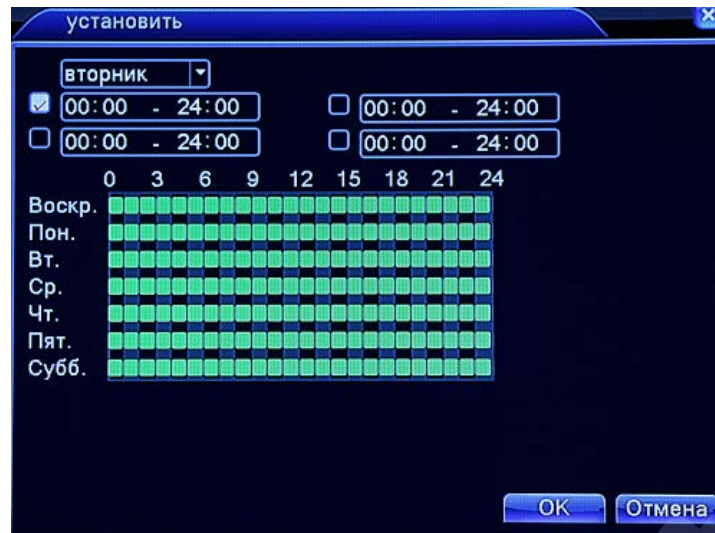 установить
вторник
00:00 - 24:00 00:00 - 24:00
00:00 - 24:00 00:00 - 24:00
0 3 6 9 12 15 18 21 24
Воскр.
Пон.
Вт.
Ср.
Чт.
Пят.
Субб.
OK Отмена